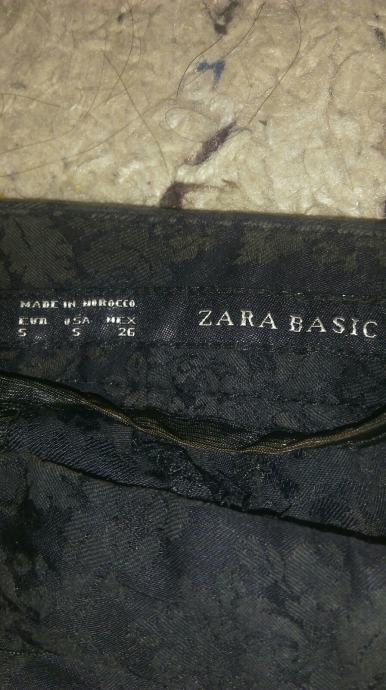 MADE IN MOROCCO
EUR USA MEX
S S 26
ZARA BASIC